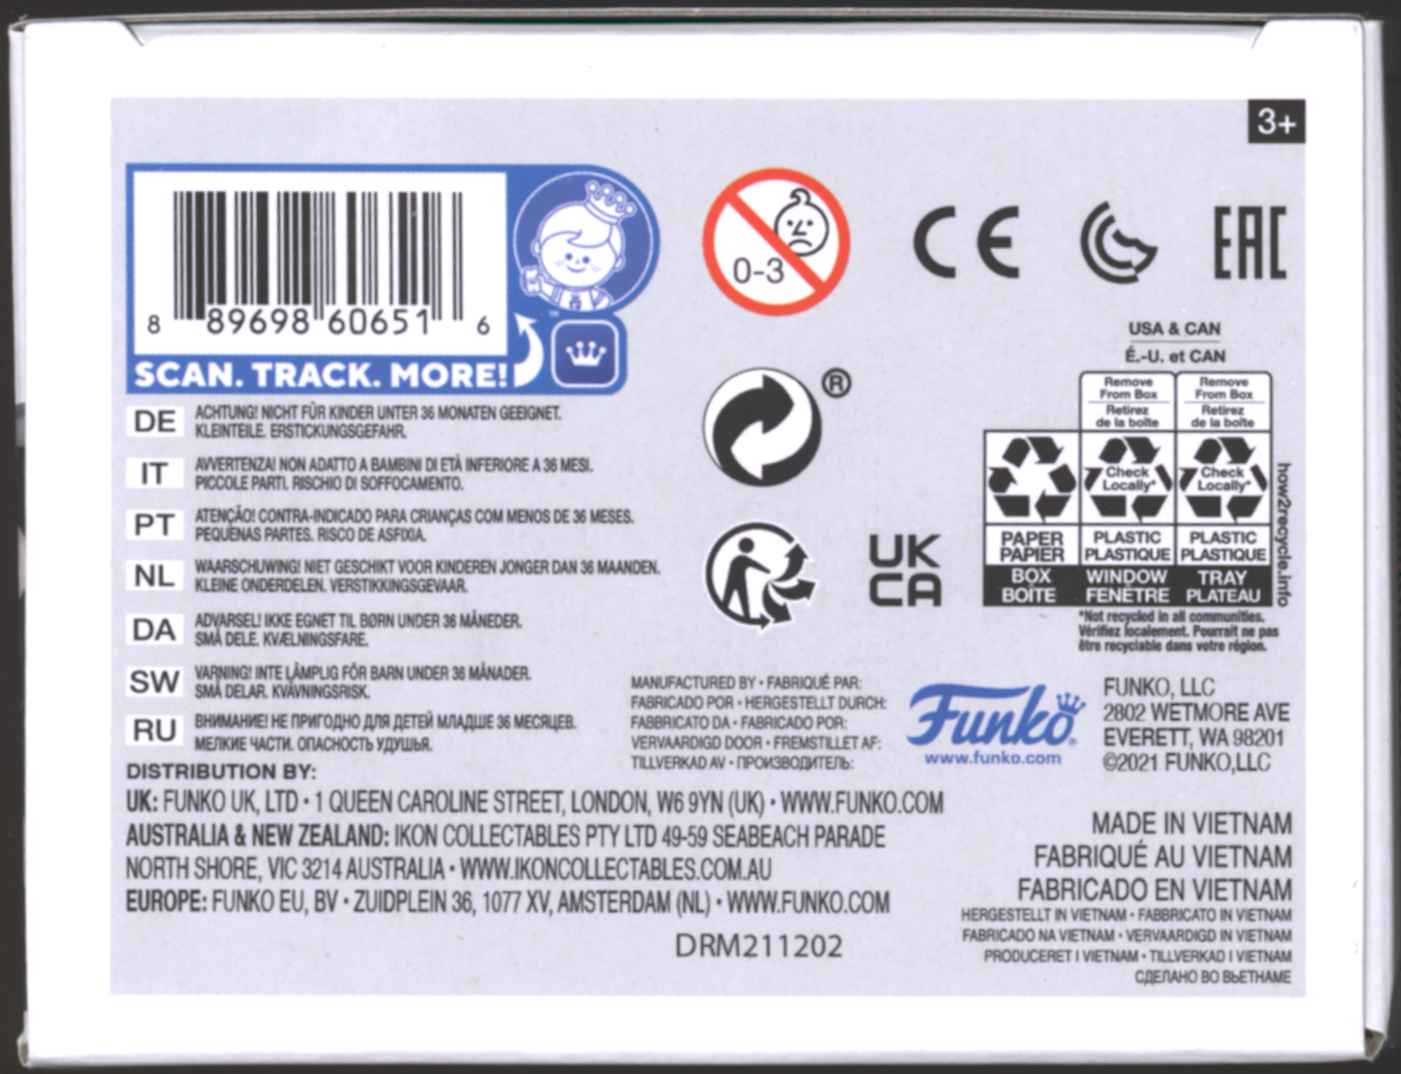 3+
8 89698 60651 6
SCAN. TRACK. MORE!
™
0-3
CE
EAC
®
UK
CA
USA & CAN
É.-U. et CAN
Remove
From Box
Retirez
de la boîte
Remove
From Box
Retirez
de la boîte
Check
Locally*
Check
Locally*
PAPER
PAPIER
PLASTIC
PLASTIQUE
PLASTIC
PLASTIQUE
BOX
BOÎTE
WINDOW
FENÊTRE
TRAY
PLATEAU
how2recycle.info
*Not recycled in all communities.
Vérifiez localement. Pourrait ne pas
être recyclable dans votre région.
DE ACHTUNG! NICHT FÜR KINDER UNTER 36 MONATEN GEEIGNET.
KLEINTEILE. ERSTICKUNGSGEFAHR.
IT AVVERTENZA! NON ADATTO A BAMBINI DI ETÀ INFERIORE A 36 MESI.
PICCOLE PARTI. RISCHIO DI SOFFOCAMENTO.
PT ATENÇÃO! CONTRA-INDICADO PARA CRIANÇAS COM MENOS DE 36 MESES.
PEQUENAS PARTES. RISCO DE ASFIXIA.
NL WAARSCHUWING! NIET GESCHIKT VOOR KINDEREN JONGER DAN 36 MAANDEN.
KLEINE ONDERDELEN. VERSTIKKINGSGEVAAR.
DA ADVARSEL! IKKE EGNET TIL BØRN UNDER 36 MÅNEDER.
SMÅ DELE. KVÆLNINGSFARE.
SW VARNING! INTE LÄMPLIG FÖR BARN UNDER 36 MÅNADER.
SMÅ DELAR. KVÄVNINGSRISK.
RU ВНИМАНИЕ! НЕ ПРИГОДНО ДЛЯ ДЕТЕЙ МЛАДШЕ 36 МЕСЯЦЕВ.
МЕЛКИЕ ЧАСТИ. ОПАСНОСТЬ УДУШЬЯ.
MANUFACTURED BY • FABRIQUÉ PAR:
FABRICADO POR • HERGESTELLT DURCH:
FABBRICATO DA • FABRICADO POR:
VERVAARDIGD DOOR • FREMSTILLET AF:
TILLVERKAD AV • ПРОИЗВОДИТЕЛЬ:
Funko®
www.funko.com
FUNKO, LLC
2802 WETMORE AVE
EVERETT, WA 98201
©2021 FUNKO,LLC
DISTRIBUTION BY:
UK: FUNKO UK, LTD • 1 QUEEN CAROLINE STREET, LONDON, W6 9YN (UK) • WWW.FUNKO.COM
AUSTRALIA & NEW ZEALAND: IKON COLLECTABLES PTY LTD 49-59 SEABEACH PARADE
NORTH SHORE, VIC 3214 AUSTRALIA • WWW.IKONCOLLECTABLES.COM.AU
EUROPE: FUNKO EU, BV • ZUIDPLEIN 36, 1077 XV, AMSTERDAM (NL) • WWW.FUNKO.COM
DRM211202
MADE IN VIETNAM
FABRIQUÉ AU VIETNAM
FABRICADO EN VIETNAM
HERGESTELLT IN VIETNAM • FABBRICATO IN VIETNAM
FABRICADO NA VIETNAM • VERVAARDIGD IN VIETNAM
PRODUCERET I VIETNAM • TILLVERKAD I VIETNAM
СДЕЛАНО ВО ВЬЕТНАМЕ